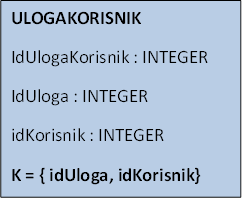 ULOGAKORISNIK
IdUlogaKorisnik : INTEGER
IdUloga : INTEGER
idKorisnik : INTEGER
K = { idUloga, idKorisnik}